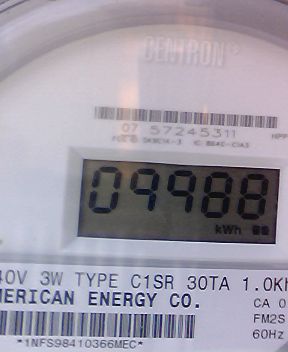 CENTRON®
07 57245311
09988
kWh
40V 3W TYPE C1SR 30TA 1.0Kh
MERICAN ENERGY CO.
CA 0
FM2S
60Hz
*1NFS98410366MEC*